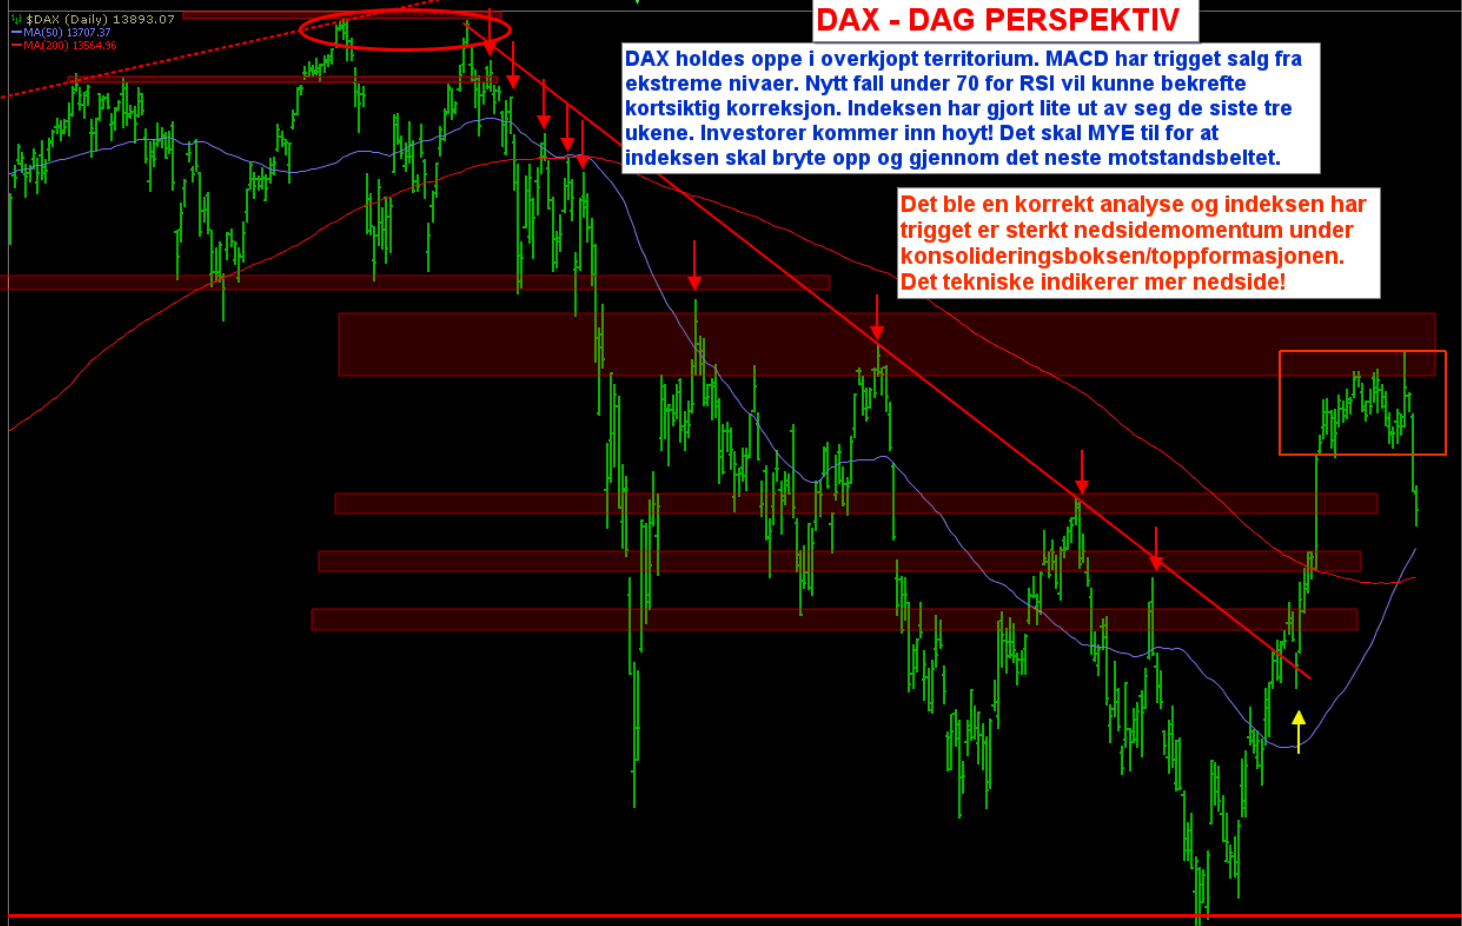 $DAX (Daily) 13893.07
MA(50) 13707.37
MA(200) 13564.96
DAX - DAG PERSPEKTIV
DAX holdes oppe i overkjopt territorium. MACD har trigget salg fra
ekstreme nivaer. Nytt fall under 70 for RSI vil kunne bekrefte
kortsiktig korreksjon. Indeksen har gjort lite ut av seg de siste tre
ukene. Investorer kommer inn hoyt! Det skal MYE til for at
indeksen skal bryte opp og gjennom det neste motstandsbeltet.
Det ble en korrekt analyse og indeksen har
trigget er sterkt nedsidemomentum under
konsolideringsboksen/toppformasjonen.
Det tekniske indikerer mer nedside!